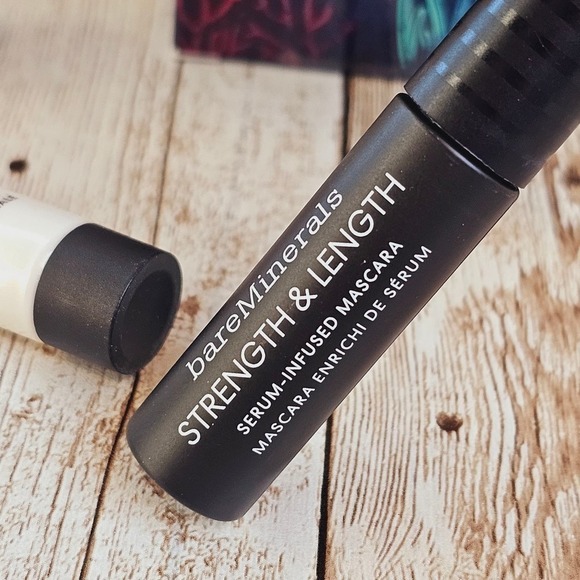 bareMinerals
STRENGTH & LENGTH
SERUM-INFUSED MASCARA
MASCARA ENRICHI DE SÉRUM